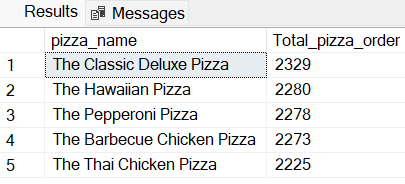 Results Messages
pizza_name Total_pizza_order
1 The Classic Deluxe Pizza 2329
2 The Hawaiian Pizza 2280
3 The Pepperoni Pizza 2278
4 The Barbecue Chicken Pizza 2273
5 The Thai Chicken Pizza 2225